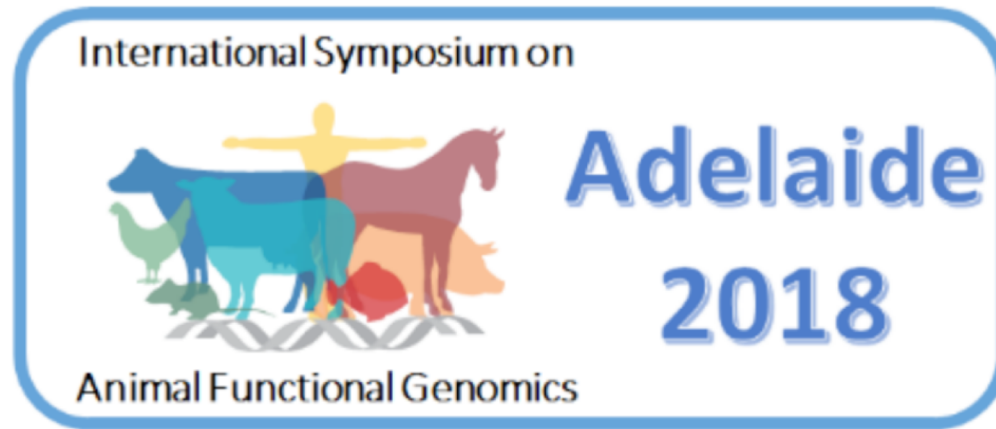 International Symposium on
Adelaide
2018
Animal Functional Genomics